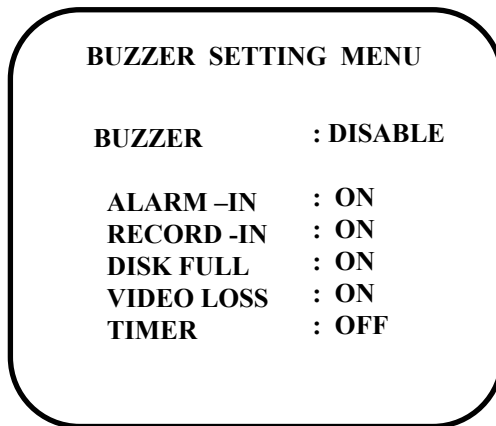 BUZZER SETTING MENU
BUZZER : DISABLE
ALARM –IN : ON
RECORD -IN : ON
DISK FULL : ON
VIDEO LOSS : ON
TIMER : OFF